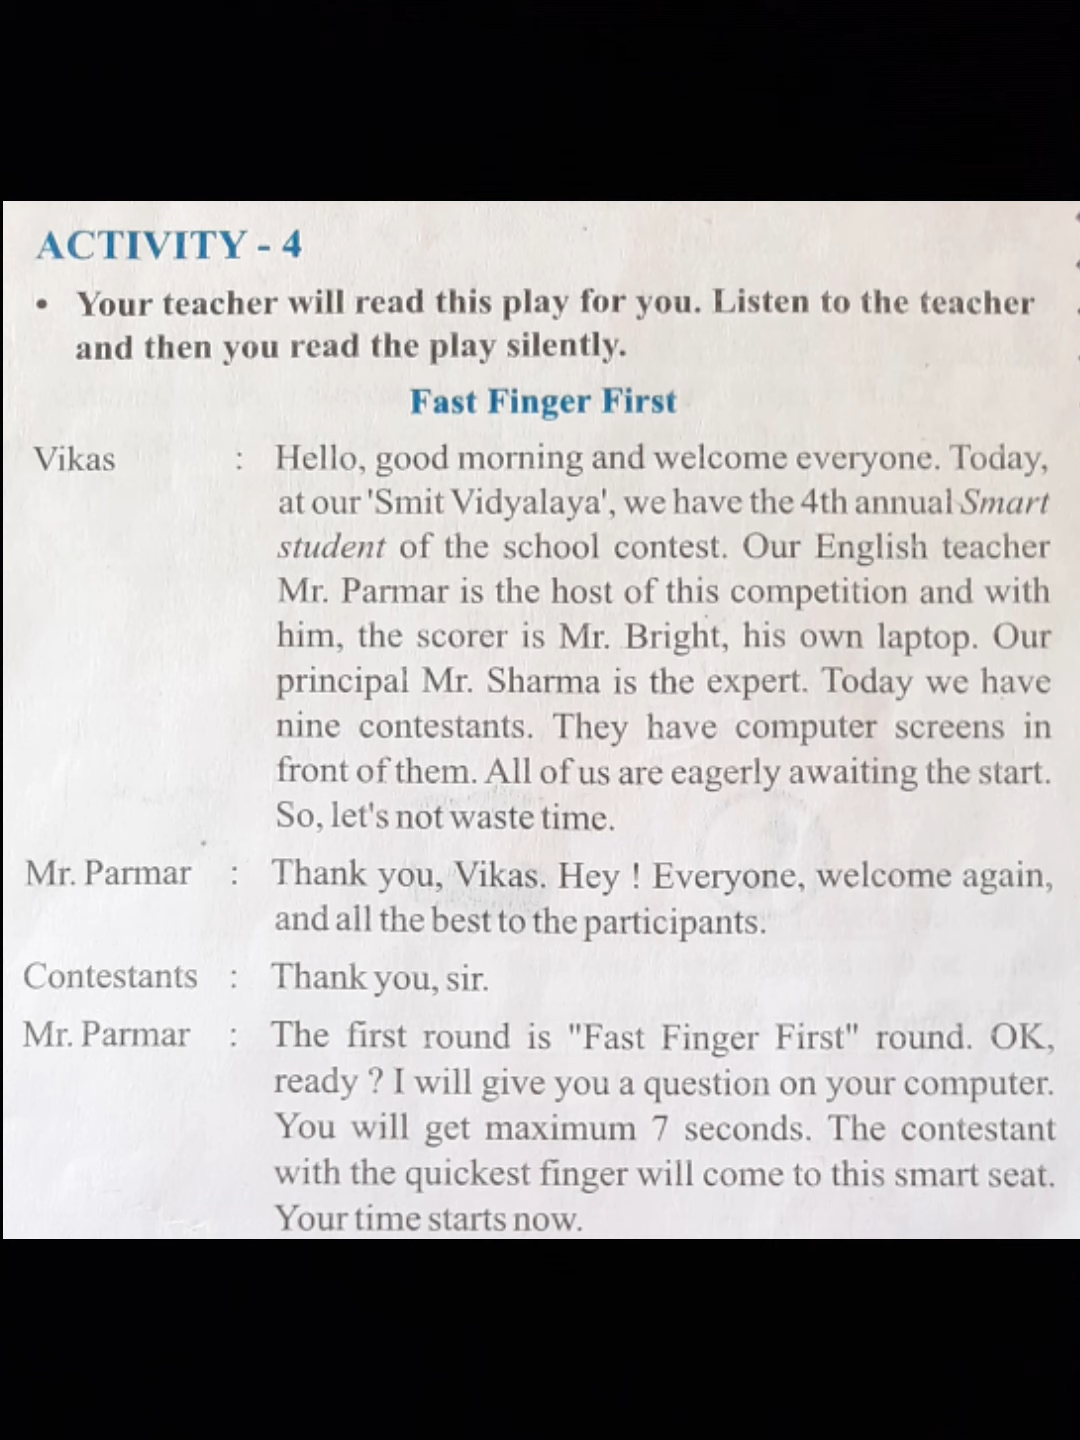 ACTIVITY - 4
• Your teacher will read this play for you. Listen to the teacher
and then you read the play silently.
Fast Finger First
Vikas : Hello, good morning and welcome everyone. Today,
at our 'Smit Vidyalaya', we have the 4th annual Smart
student of the school contest. Our English teacher
Mr. Parmar is the host of this competition and with
him, the scorer is Mr. Bright, his own laptop. Our
principal Mr. Sharma is the expert. Today we have
nine contestants. They have computer screens in
front of them. All of us are eagerly awaiting the start.
So, let's not waste time.
Mr. Parmar : Thank you, Vikas. Hey ! Everyone, welcome again,
and all the best to the participants.
Contestants : Thank you, sir.
Mr. Parmar : The first round is "Fast Finger First" round. OK,
ready ? I will give you a question on your computer.
You will get maximum 7 seconds. The contestant
with the quickest finger will come to this smart seat.
Your time starts now.